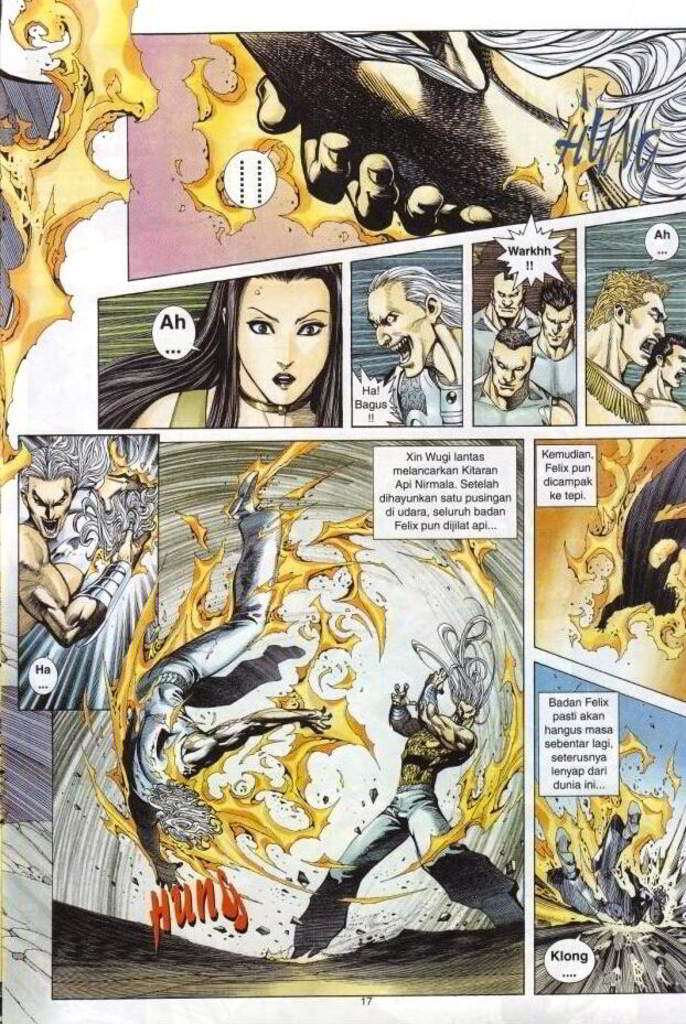 HUNG
!!!!!!
Ah
...
Ha!
Bagus
!!
Warkhh
!!
Ah
...
Ha
...
Xin Wugi lantas
melancarkan Kitaran
Api Nirmala. Setelah
dihayunkan satu pusingan
di udara, seluruh badan
Felix pun dijilat api...
HUNG
Kemudian,
Felix pun
dicampak
ke tepi.
Badan Felix
pasti akan
hangus masa
sebentar lagi,
seterusnya
lenyap dari
dunia ini...
Klong
....
17